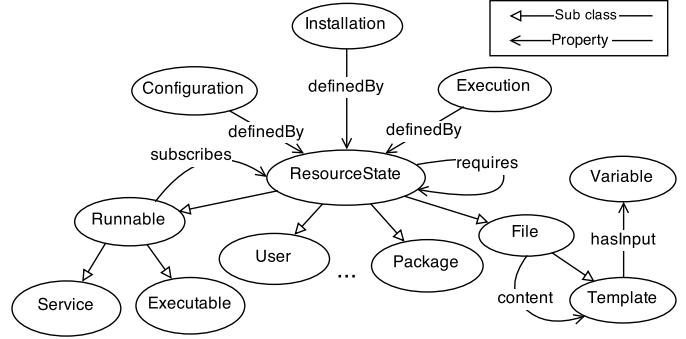 Installation
Sub class
Property
Configuration
definedBy
Execution
definedBy
definedBy
subscribes
ResourceState
requires
Variable
Runnable
File
hasInput
User
...
Package
content
Service
Executable
Template